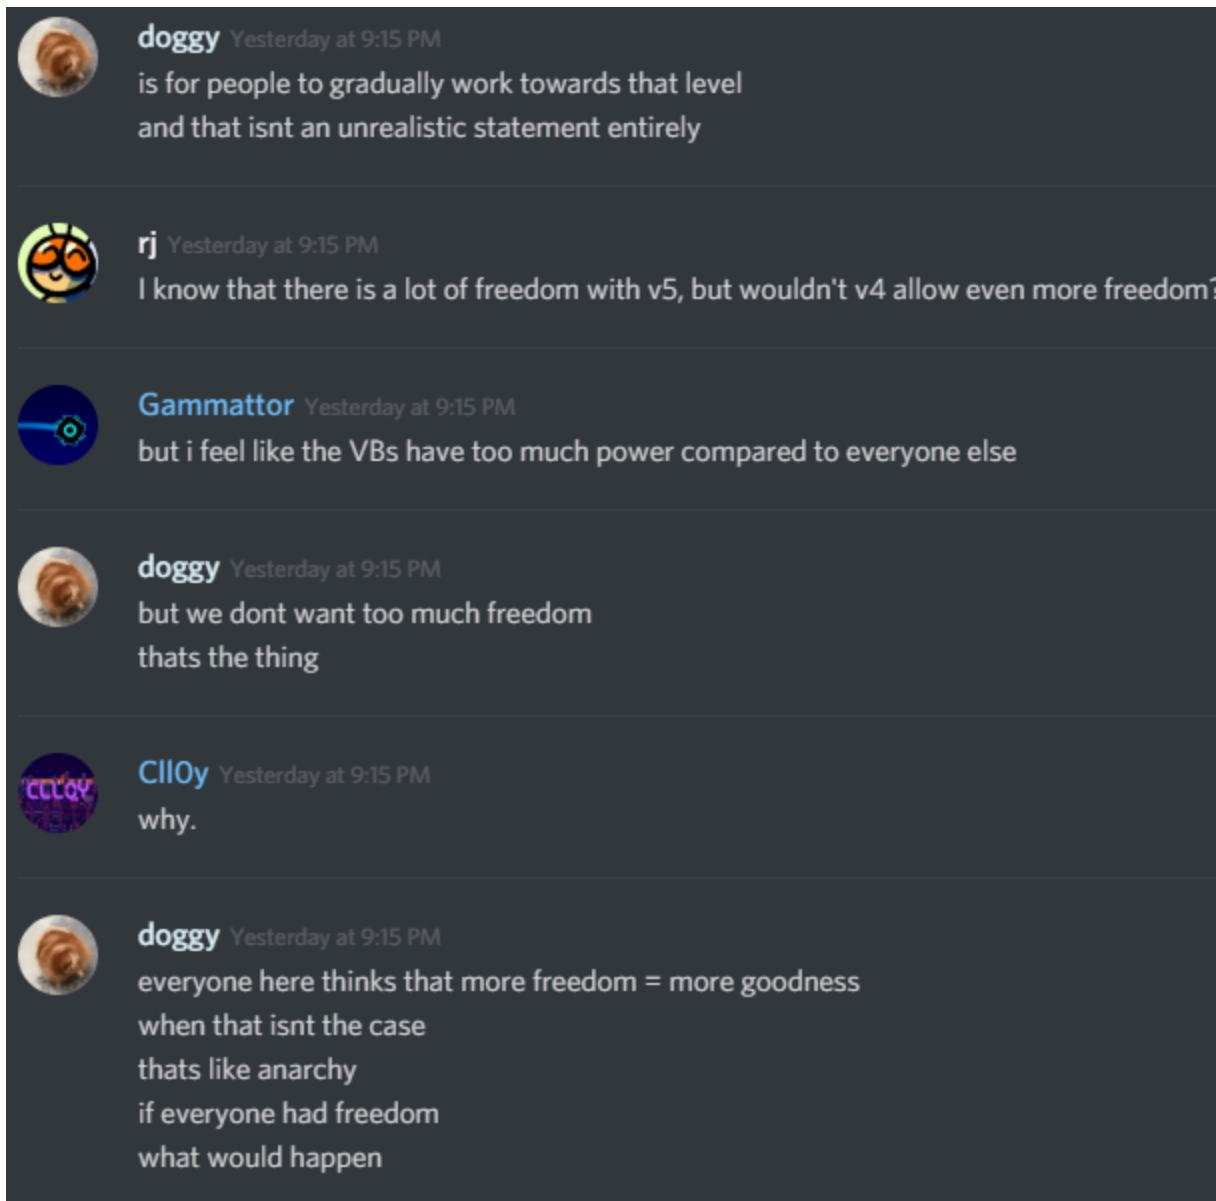 doggy Yesterday at 9:15 PM
is for people to gradually work towards that level
and that isnt an unrealistic statement entirely
rj Yesterday at 9:15 PM
I know that there is a lot of freedom with v5, but wouldn't v4 allow even more freedom?
Gammattor Yesterday at 9:15 PM
but i feel like the VBs have too much power compared to everyone else
doggy Yesterday at 9:15 PM
but we dont want too much freedom
thats the thing
CLLQY
Cll0y Yesterday at 9:15 PM
why.
doggy Yesterday at 9:15 PM
everyone here thinks that more freedom = more goodness
when that isnt the case
thats like anarchy
if everyone had freedom
what would happen